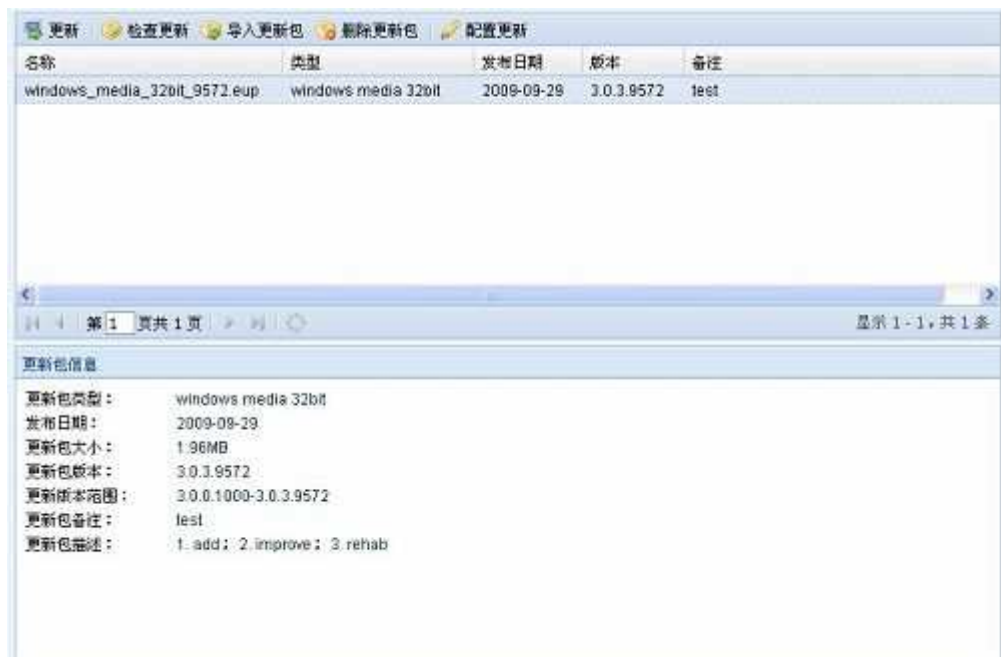 更新 检查更新 导入更新包 删除更新包 配置更新
名称 类型 发布日期 版本 备注
windows_media_32bit_9572.eup windows media 32bit 2009-09-29 3.0.3.9572 test
第 1 页共 1 页 显示 1 - 1，共 1 条
更新包信息
更新包类型： windows media 32bit
发布日期： 2009-09-29
更新包大小： 1.96MB
更新包版本： 3.0.3.9572
更新版本范围： 3.0.0.1000-3.0.3.9572
更新包备注： test
更新包描述： 1. add； 2.improve； 3.rehab